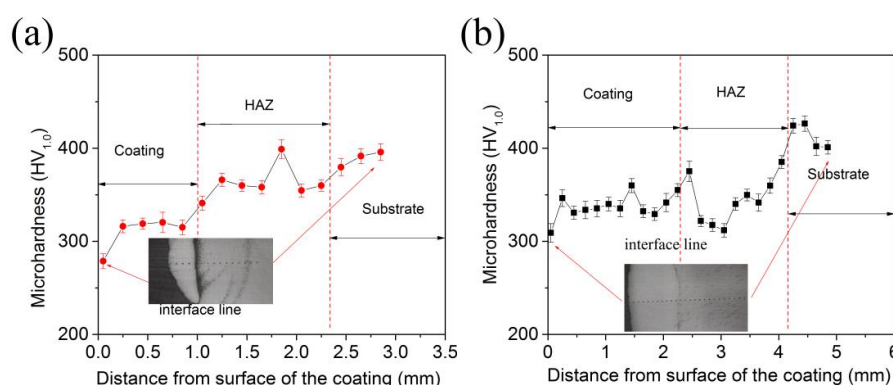 (a)
500
400
300
200
Microhardness (HV1.0)
Coating
HAZ
Substrate
interface line
0.0 0.5 1.0 1.5 2.0 2.5 3.0 3.5
Distance from surface of the coating (mm)
(b)
500
400
300
200
Microhardness (HV1.0)
Coating
HAZ
Substrate
interface line
0 1 2 3 4 5 6
Distance from surface of the coating (mm)